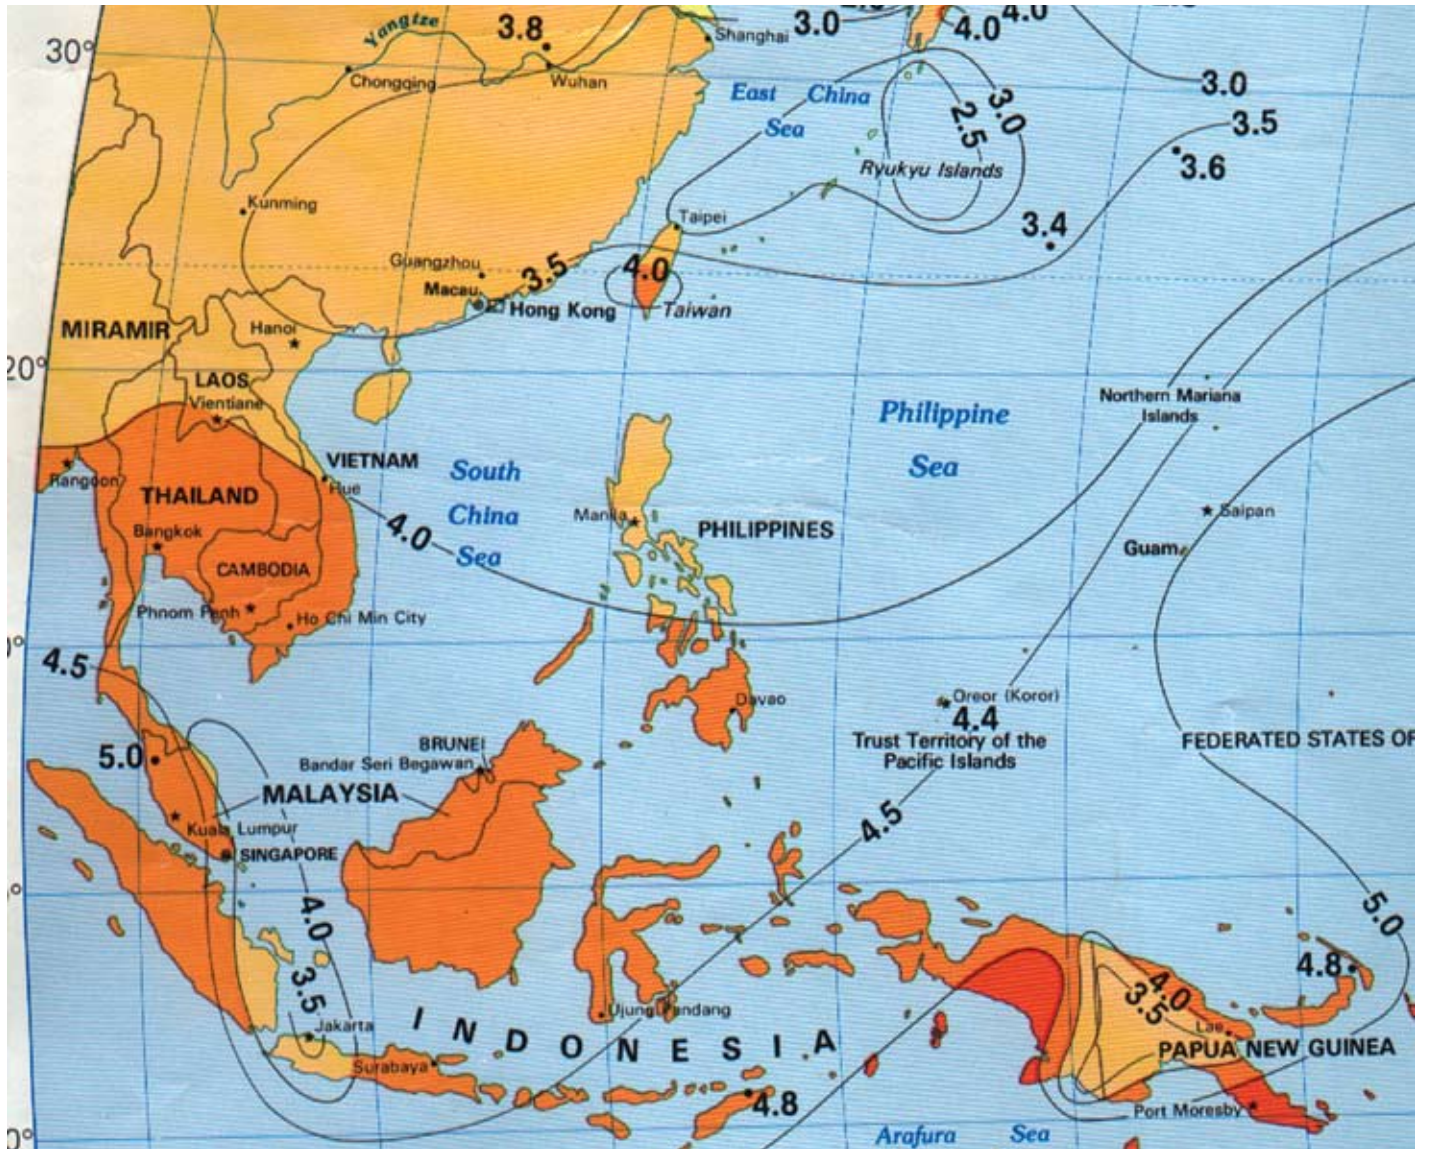 30°
Yangtze
3.8
Shanghai
3.0
4.0
4.0
Chongqing
Wuhan
3.0
East China
Sea
2.5
3.0
3.5
3.6
Ryukyu Islands
Kunming
Taipei
3.4
Guangzhou
3.5
4.0
Macau
Hong Kong
Taiwan
MIRAMIR
Hanoi
20°
LAOS
Vientiane
Northern Mariana
Islands
Philippine
Sea
VIETNAM
South
China
Sea
Rangoon
THAILAND
Hue
Bangkok
4.0
Manila
PHILIPPINES
Saipan
Guam
CAMBODIA
Phnom Penh
Ho Chi Min City
0°
4.5
Davao
Oreor (Koror)
4.4
Trust Territory of the
Pacific Islands
FEDERATED STATES OF
BRUNEI
Bandar Seri Begawan
5.0
MALAYSIA
Kuala Lumpur
SINGAPORE
4.5
4.0
5.0
3.5
4.8
4.0
3.5
Jakarta
Ujung Pandang
INDONESIA
Lae
PAPUA NEW GUINEA
Surabaya
4.8
Port Moresby
Arafura Sea
0°